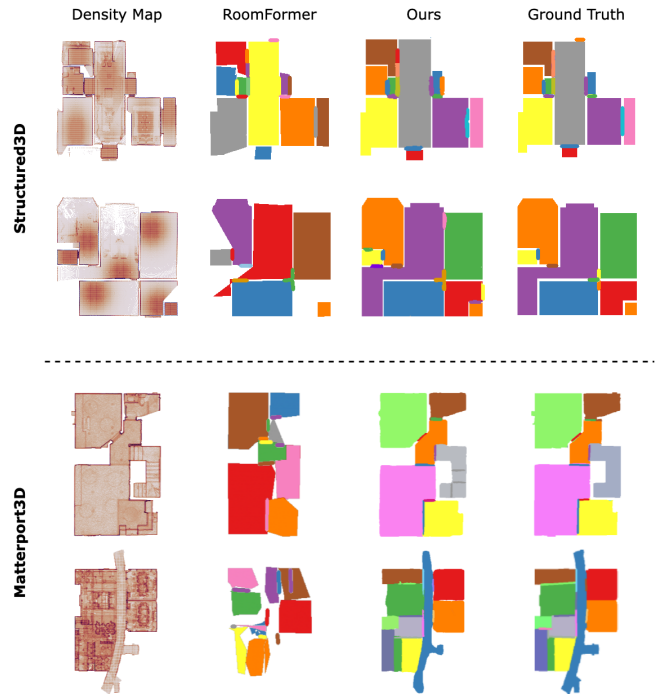 Density Map
RoomFormer
Ours
Ground Truth
Structured3D
Matterport3D